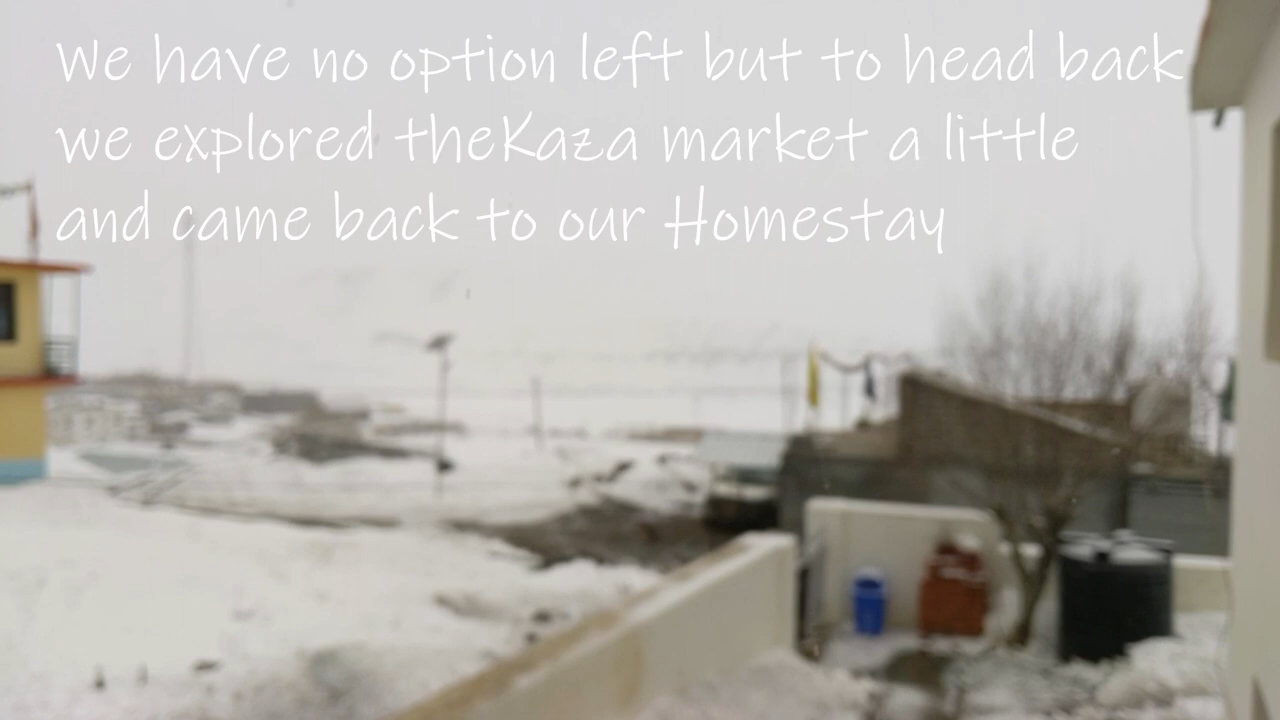 We have no option left but to head back
we explored theKaza market a little
and came back to our Homestay